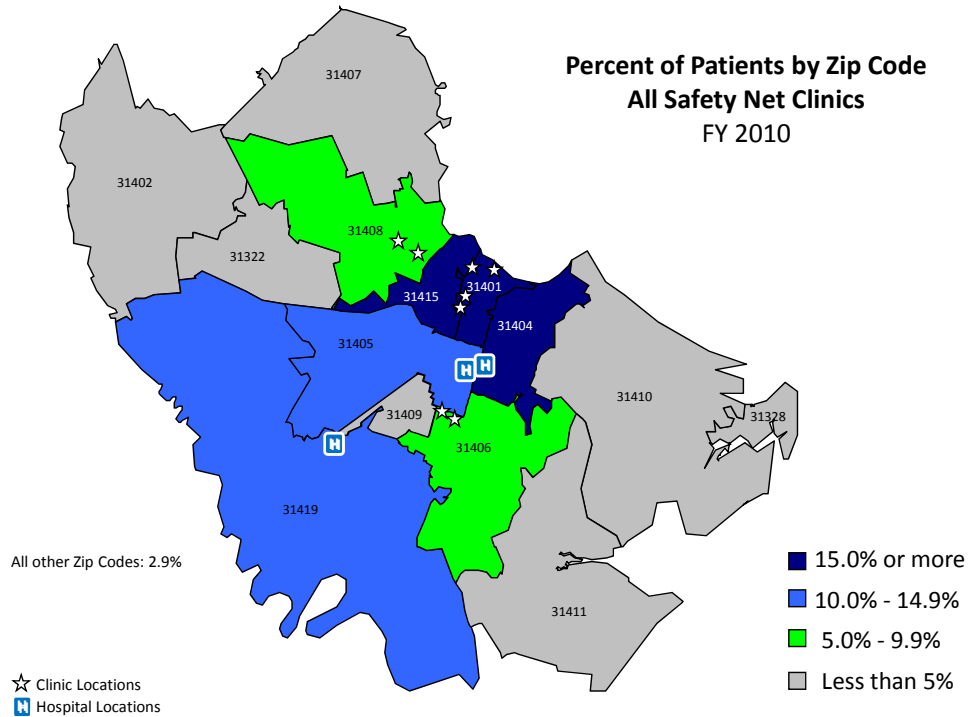 Percent of Patients by Zip Code
All Safety Net Clinics
FY 2010
31407
31402
31408
31322
31401
31415
31404
31405
31410
31409
31328
31406
31419
31411
All other Zip Codes: 2.9%
15.0% or more
10.0% - 14.9%
5.0% - 9.9%
Less than 5%
Clinic Locations
H Hospital Locations
H
H
H